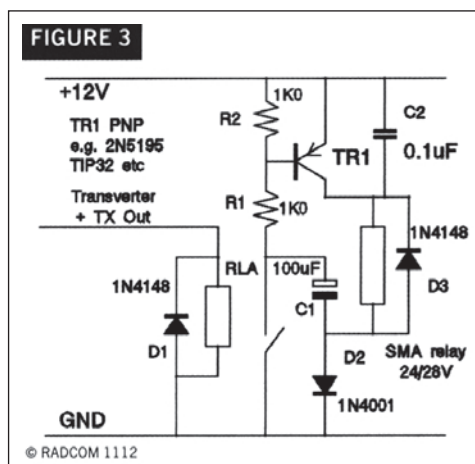 FIGURE 3
+12V
TR1 PNP
e.g. 2N5195
TIP32 etc
Transverter
+ TX Out
1K0
R2
TR1
C2
0.1uF
R1
1K0
1N4148
RLA
100uF
C1
1N4148
D3
D1
D2
SMA relay
24/28V
1N4001
GND
© RADCOM 1112